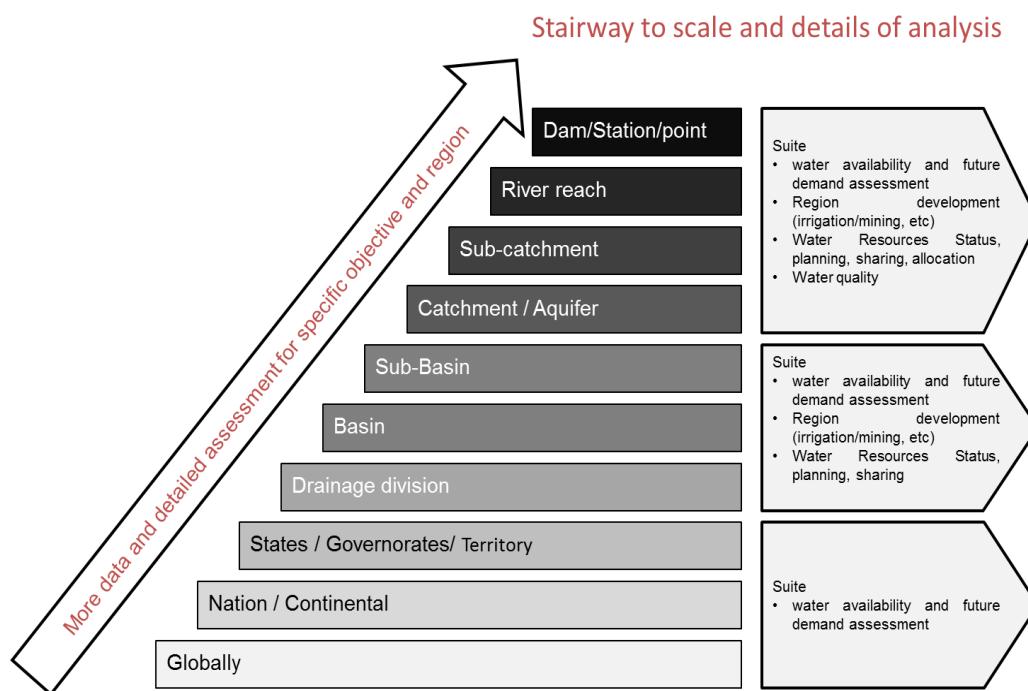 Stairway to scale and details of analysis
More data and detailed assessment for specific objective and region
Dam/Station/point
River reach
Sub-catchment
Catchment / Aquifer
Sub-Basin
Basin
Drainage division
States / Governorates/ Territory
Nation / Continental
Globally
Suite
• water availability and future
demand assessment
• Region development
(irrigation/mining, etc)
• Water Resources Status,
planning, sharing, allocation
• Water quality
Suite
• water availability and future
demand assessment
• Region development
(irrigation/mining, etc)
• Water Resources Status,
planning, sharing
Suite
• water availability and future
demand assessment